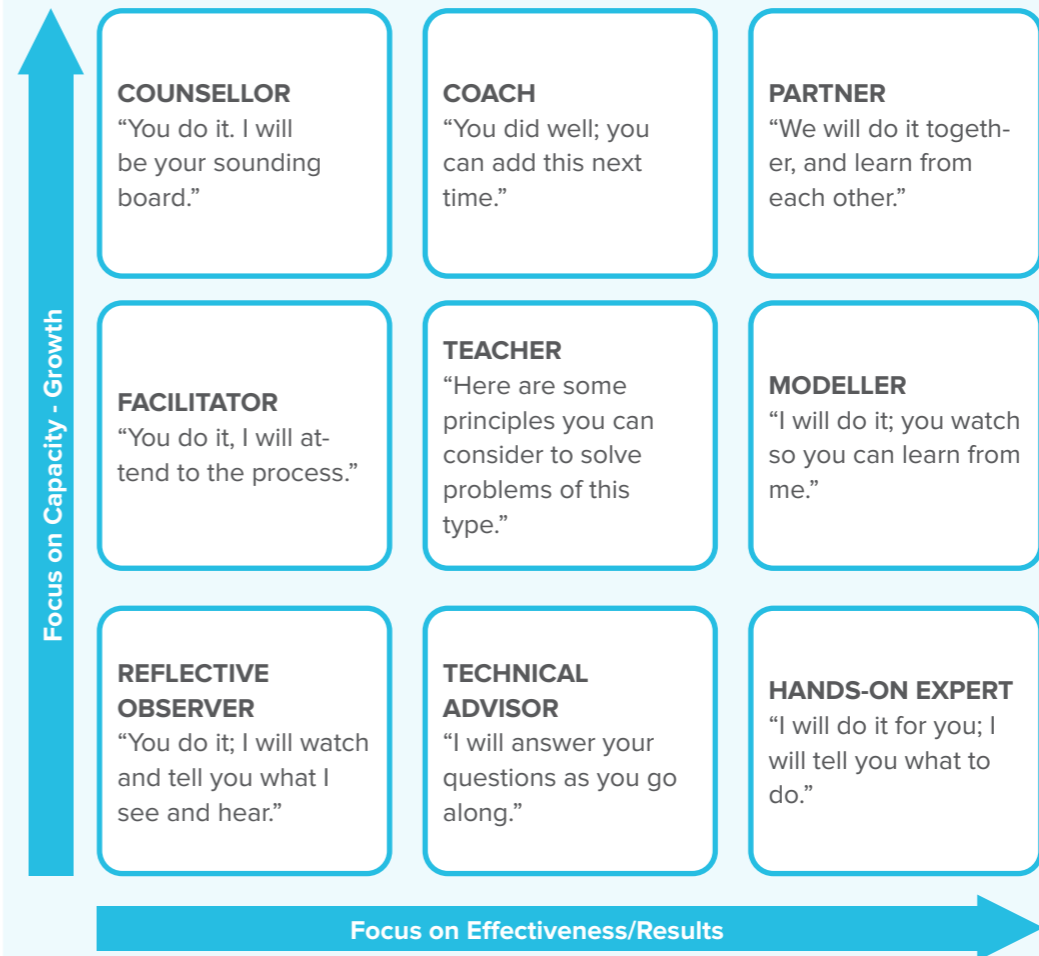 Focus on Capacity - Growth
COUNSELLOR
“You do it. I will
be your sounding
board.”
COACH
“You did well; you
can add this next
time.”
PARTNER
“We will do it togeth-
er, and learn from
each other.”
FACILITATOR
“You do it, I will at-
tend to the process.”
TEACHER
“Here are some
principles you can
consider to solve
problems of this
type.”
MODELLER
“I will do it; you watch
so you can learn from
me.”
REFLECTIVE
OBSERVER
“You do it; I will watch
and tell you what I
see and hear.”
TECHNICAL
ADVISOR
“I will answer your
questions as you go
along.”
HANDS-ON EXPERT
“I will do it for you; I
will tell you what to
do.”
Focus on Effectiveness/Results